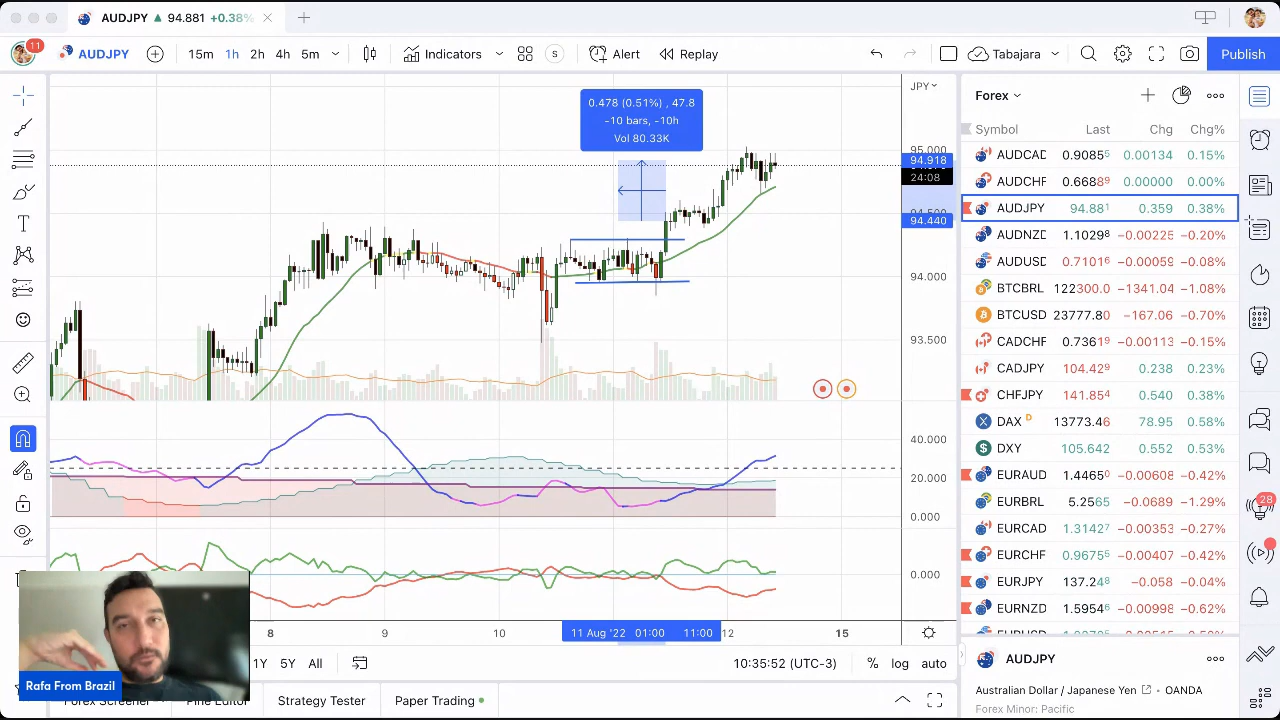 AUDJPY ▲ 94.881 +0.38%
11
AUDJPY 15m 1h 2h 4h 5m Indicators S Alert Replay Tabajara Publish
0.478 (0.51%) , 47.8
-10 bars, -10h
Vol 80.33K
JPY
95.000
94.918
24:08
94.440
94.000
93.500
40.000
20.000
0.000
0.000
8 9 10 11 Aug '22 01:00 11:00 12 15
1Y 5Y All 10:35:52 (UTC-3) % log auto
Strategy Tester Paper Trading
Rafa From Brazil
Forex
Symbol Last Chg Chg%
AUDCAD 0.90855 0.00134 0.15%
AUDCHF 0.66889 0.00000 0.00%
AUDJPY 94.881 0.359 0.38%
AUDNZD 1.10298 −0.00225 −0.20%
AUDUSD 0.71016 −0.00059 −0.08%
BTCBRL 122300.0 −1341.04 −1.08%
BTCUSD 23777.80 −167.06 −0.70%
CADCHF 0.73619 −0.00113 −0.15%
CADJPY 104.429 0.238 0.23%
CHFJPY 141.854 0.540 0.38%
DAX D 13773.46 78.95 0.58%
DXY 105.642 0.552 0.53%
EURAUD 1.44656 −0.00608 −0.42%
EURBRL 5.2565 −0.0689 −1.29%
EURCAD 1.31427 −0.00353 −0.27%
EURCHF 0.96755 −0.00407 −0.42%
EURJPY 137.248 −0.058 −0.04%
EURNZD 1.59546 −0.00998 −0.62%
28
AUDJPY
Australian Dollar / Japanese Yen • OANDA
Forex Minor: Pacific